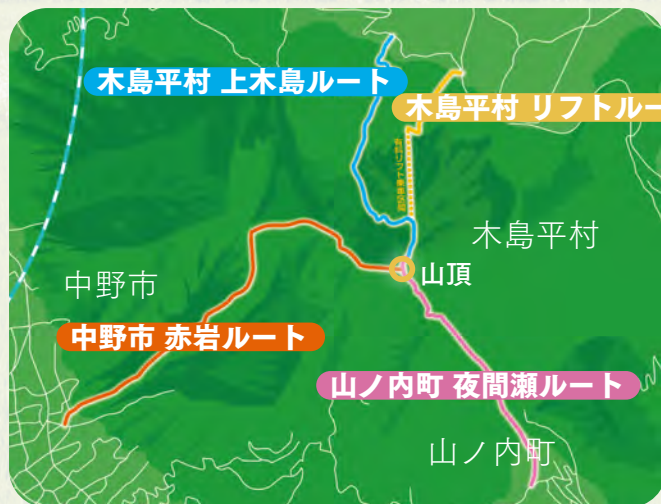 木島平村 上木島ルート
木島平村 リフトルー
有料リフト乗車区間
木島平村
山頂
中野市
中野市 赤岩ルート
山ノ内町 夜間瀬ルート
山ノ内町